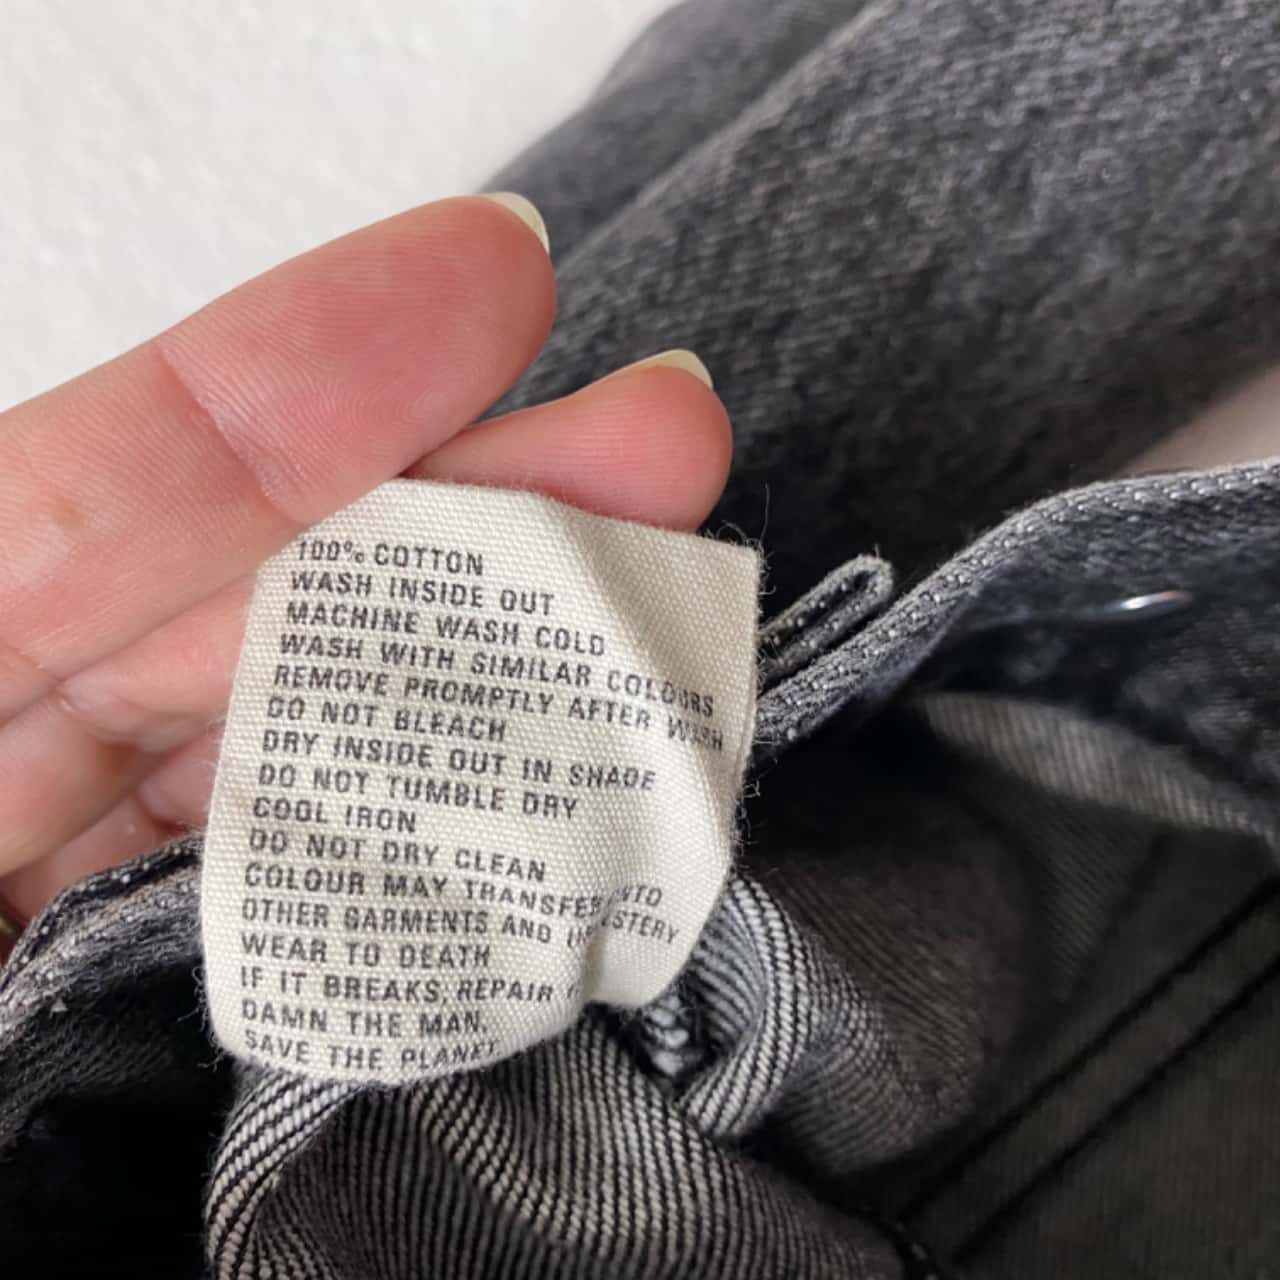 100% COTTON
WASH INSIDE OUT
MACHINE WASH COLD
WASH WITH SIMILAR COLOURS
REMOVE PROMPTLY AFTER WASH
DO NOT BLEACH
DRY INSIDE OUT IN SHADE
DO NOT TUMBLE DRY
COOL IRON
DO NOT DRY CLEAN
COLOUR MAY TRANSFER ONTO
OTHER GARMENTS AND
WEAR TO DEATH
IF IT BREAKS, REPAIR
DAMN THE MAN.
SAVE THE PLANET